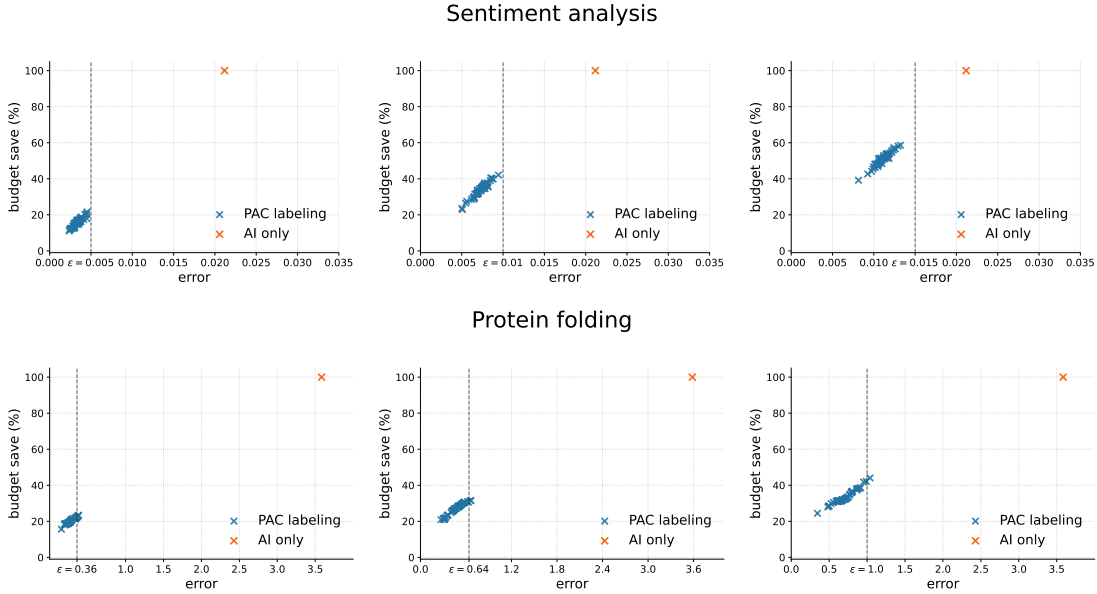 Sentiment analysis
budget save (%)
100
80
60
40
20
0
PAC labeling
AI only
0.000 ε = 0.005 0.010 0.015 0.020 0.025 0.030 0.035
error
budget save (%)
100
80
60
40
20
0
PAC labeling
AI only
0.000 0.005 ε = 0.01 0.015 0.020 0.025 0.030 0.035
error
budget save (%)
100
80
60
40
20
0
PAC labeling
AI only
0.000 0.005 0.010 ε = 0.015 0.020 0.025 0.030 0.035
error
Protein folding
budget save (%)
100
80
60
40
20
0
PAC labeling
AI only
ε = 0.36 1.0 1.5 2.0 2.5 3.0 3.5
error
budget save (%)
100
80
60
40
20
0
PAC labeling
AI only
0.0 ε = 0.64 1.2 1.8 2.4 3.0 3.6
error
budget save (%)
100
80
60
40
20
0
PAC labeling
AI only
0.0 0.5 ε = 1.0 1.5 2.0 2.5 3.0 3.5
error